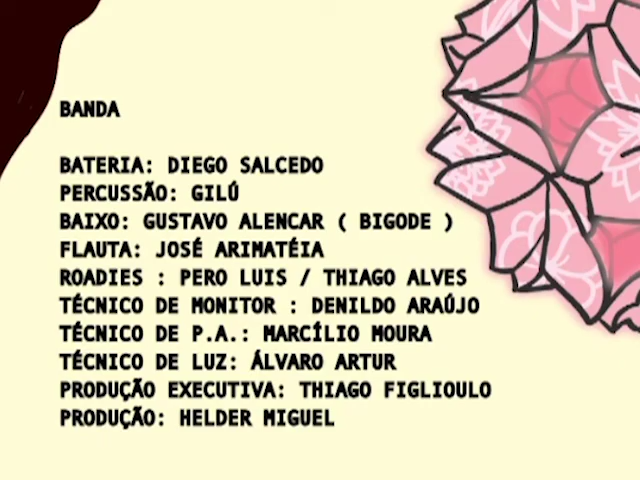 BANDA
BATERIA: DIEGO SALCEDO
PERCUSSÃO: GILÚ
BAIXO: GUSTAVO ALENCAR ( BIGODE )
FLAUTA: JOSÉ ARIMATÉIA
ROADIES : PERO LUIS / THIAGO ALVES
TÉCNICO DE MONITOR : DENILDO ARAÚJO
TÉCNICO DE P.A.: MARCÍLIO MOURA
TÉCNICO DE LUZ: ÁLVARO ARTUR
PRODUÇÃO EXECUTIVA: THIAGO FIGLIOULO
PRODUÇÃO: HELDER MIGUEL